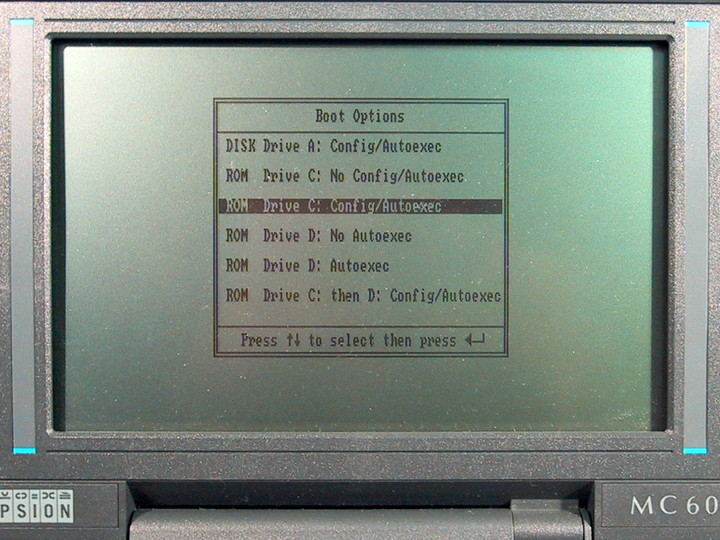 Boot Options
DISK Drive A: Config/Autoexec
ROM Drive C: No Config/Autoexec
ROM Drive C: Config/Autoexec
ROM Drive D: No Autoexec
ROM Drive D: Autoexec
ROM Drive C: then D: Config/Autoexec
Press ↑↓ to select then press ↵
PSION
MC 60